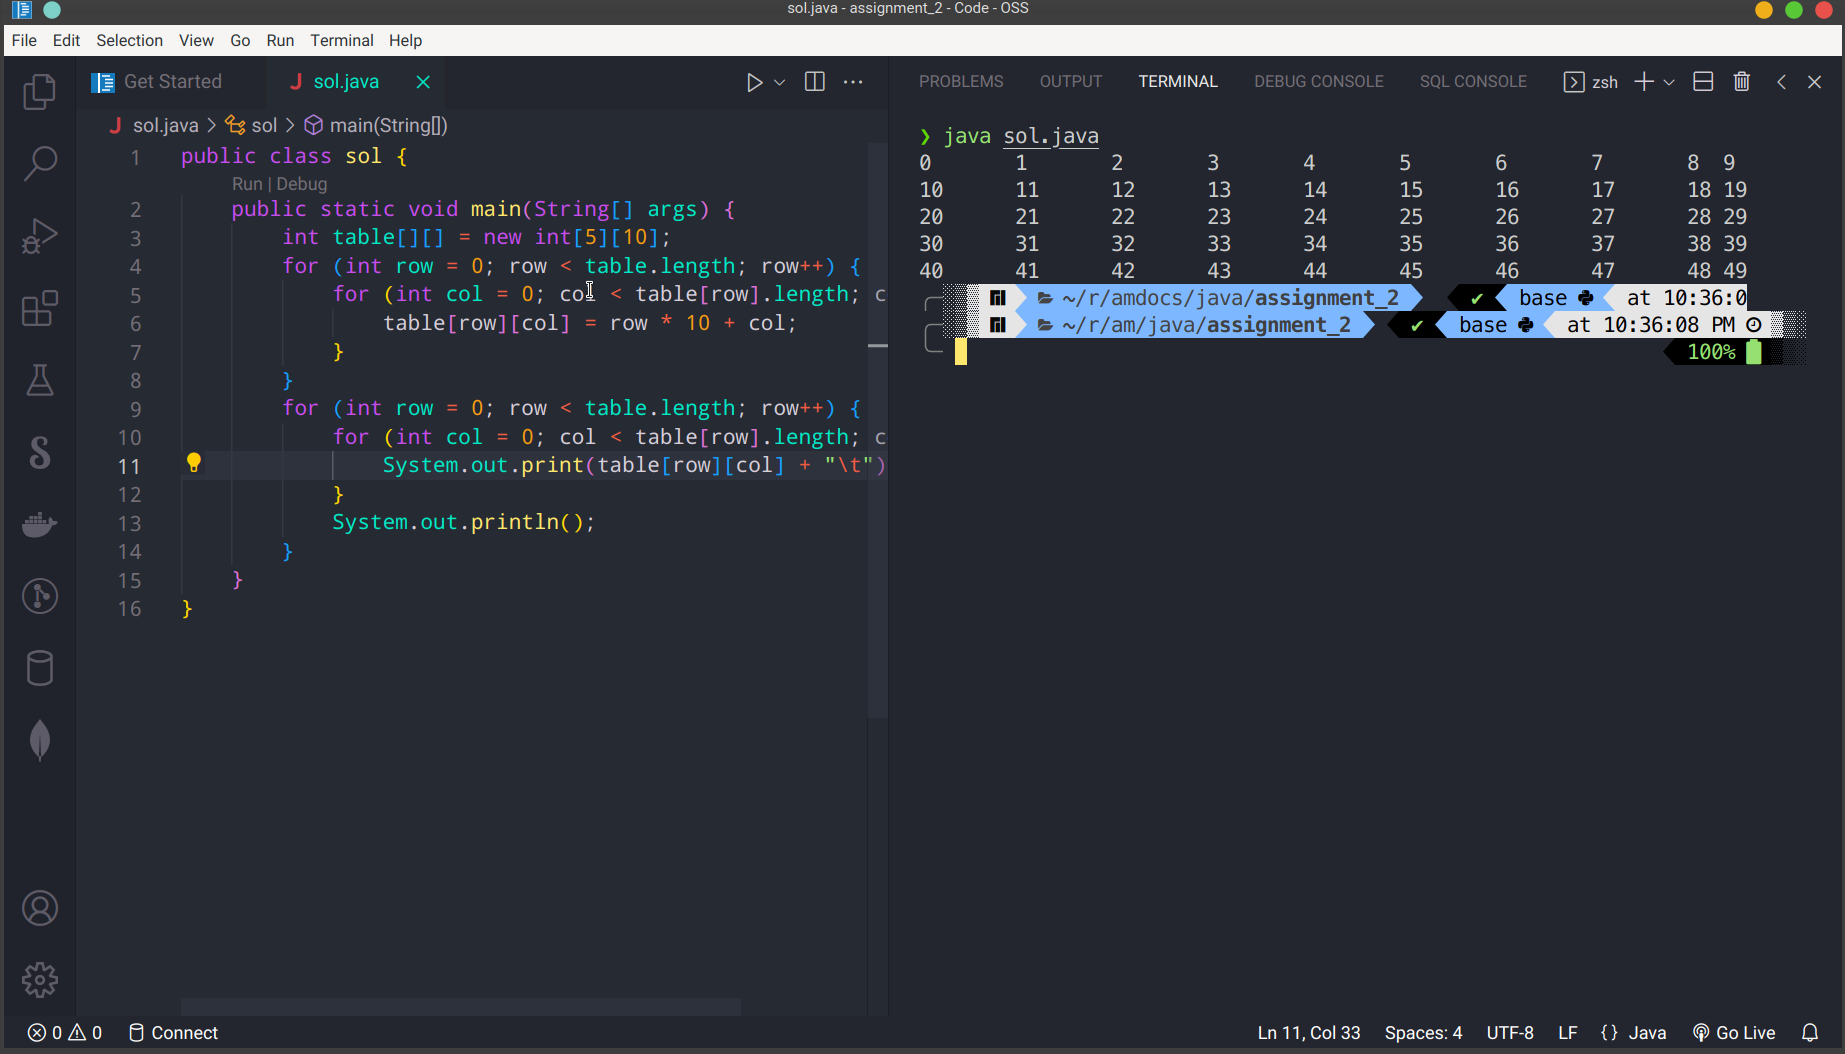 sol.java - assignment_2 - Code - OSS
File Edit Selection View Go Run Terminal Help
Get Started
J sol.java
J sol.java > sol > main(String[])
1 public class sol {
Run | Debug
2 public static void main(String[] args) {
3 int table[][] = new int[5][10];
4 for (int row = 0; row < table.length; row++) {
5 for (int col = 0; col < table[row].length; c
6 table[row][col] = row * 10 + col;
7 }
8 }
9 for (int row = 0; row < table.length; row++) {
10 for (int col = 0; col < table[row].length; c
11 System.out.print(table[row][col] + "\t")
12 }
13 System.out.println();
14 }
15 }
16 }
PROBLEMS OUTPUT TERMINAL DEBUG CONSOLE SQL CONSOLE zsh
❯ java sol.java
0 1 2 3 4 5 6 7 8 9
10 11 12 13 14 15 16 17 18 19
20 21 22 23 24 25 26 27 28 29
30 31 32 33 34 35 36 37 38 39
40 41 42 43 44 45 46 47 48 49
~/r/amdocs/java/assignment_2 ✔ base at 10:36:0
~/r/am/java/assignment_2 ✔ base at 10:36:08 PM
100%
0 0 Connect
Ln 11, Col 33 Spaces: 4 UTF-8 LF {} Java Go Live